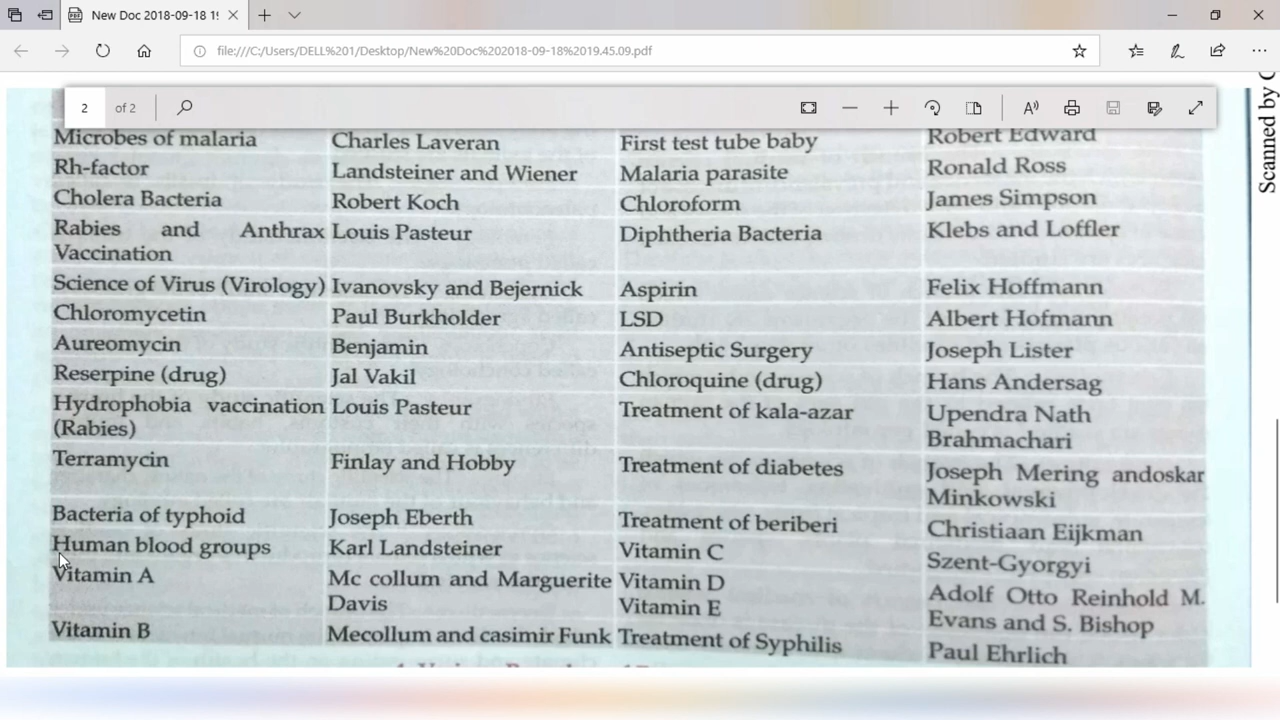 New Doc 2018-09-18 19
file:///C:/Users/DELL%201/Desktop/New%20Doc%202018-09-18%2019.45.09.pdf
2 of 2
Microbes of malaria Charles Laveran First test tube baby Robert Edward
Rh-factor Landsteiner and Wiener Malaria parasite Ronald Ross
Cholera Bacteria Robert Koch Chloroform James Simpson
Rabies and Anthrax Louis Pasteur Diphtheria Bacteria Klebs and Loffler
Vaccination
Science of Virus (Virology) Ivanovsky and Bejernick Aspirin Felix Hoffmann
Chloromycetin Paul Burkholder LSD Albert Hofmann
Aureomycin Benjamin Antiseptic Surgery Joseph Lister
Reserpine (drug) Jal Vakil Chloroquine (drug) Hans Andersag
Hydrophobia vaccination Louis Pasteur Treatment of kala-azar Upendra Nath
(Rabies) Brahmachari
Terramycin Finlay and Hobby Treatment of diabetes Joseph Mering andoskar
Minkowski
Bacteria of typhoid Joseph Eberth Treatment of beriberi Christiaan Eijkman
Human blood groups Karl Landsteiner Vitamin C Szent-Gyorgyi
Vitamin A Mc collum and Marguerite Vitamin D Adolf Otto Reinhold M.
Davis Vitamin E Evans and S. Bishop
Vitamin B Mecollum and casimir Funk Treatment of Syphilis Paul Ehrlich
Scanned by C